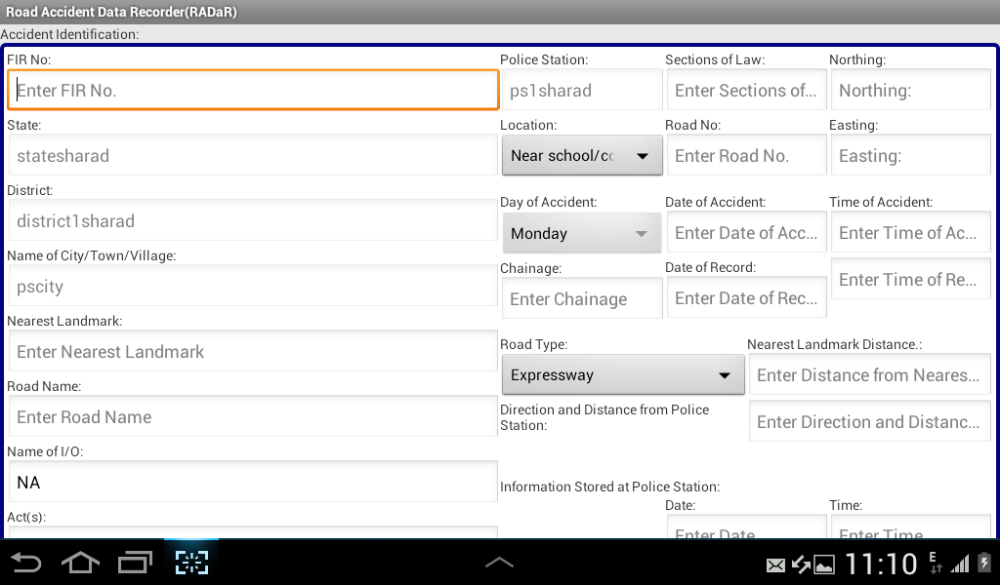 Road Accident Data Recorder(RADaR)
Accident Identification:
FIR No:
Enter FIR No.
State:
statesharad
District:
district1sharad
Name of City/Town/Village:
pscity
Nearest Landmark:
Enter Nearest Landmark
Road Name:
Enter Road Name
Name of I/O:
NA
Act(s):
Police Station:
ps1sharad
Sections of Law:
Enter Sections of...
Northing:
Northing:
Location:
Near school/cc
Road No:
Enter Road No.
Easting:
Easting:
Day of Accident:
Monday
Date of Accident:
Enter Date of Acc...
Time of Accident:
Enter Time of Ac...
Chainage:
Enter Chainage
Date of Record:
Enter Date of Rec...
Enter Time of Re...
Road Type:
Expressway
Nearest Landmark Distance.:
Enter Distance from Neares...
Direction and Distance from Police
Station:
Enter Direction and Distanc...
Information Stored at Police Station:
Date:
Enter Date
Time:
Enter Time
11:10
E